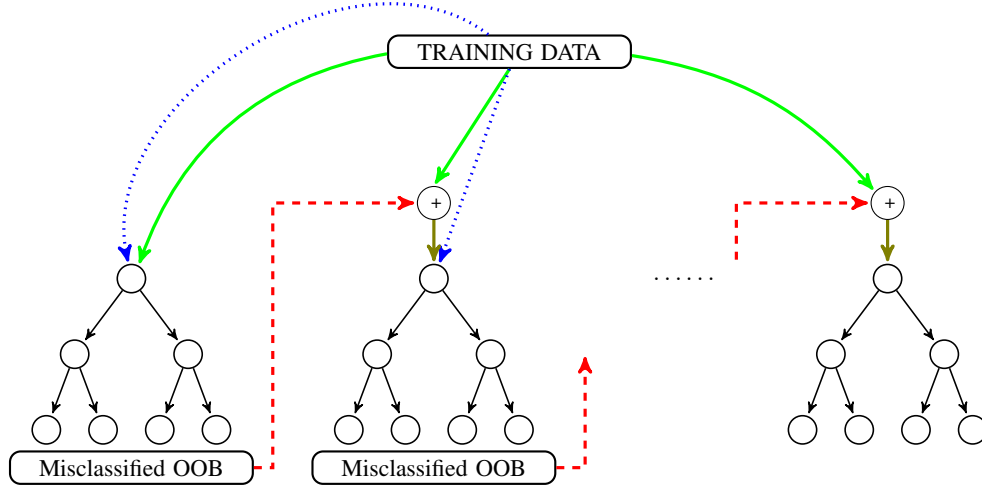 TRAINING DATA
+
+
. . . . . .
Misclassified OOB
Misclassified OOB